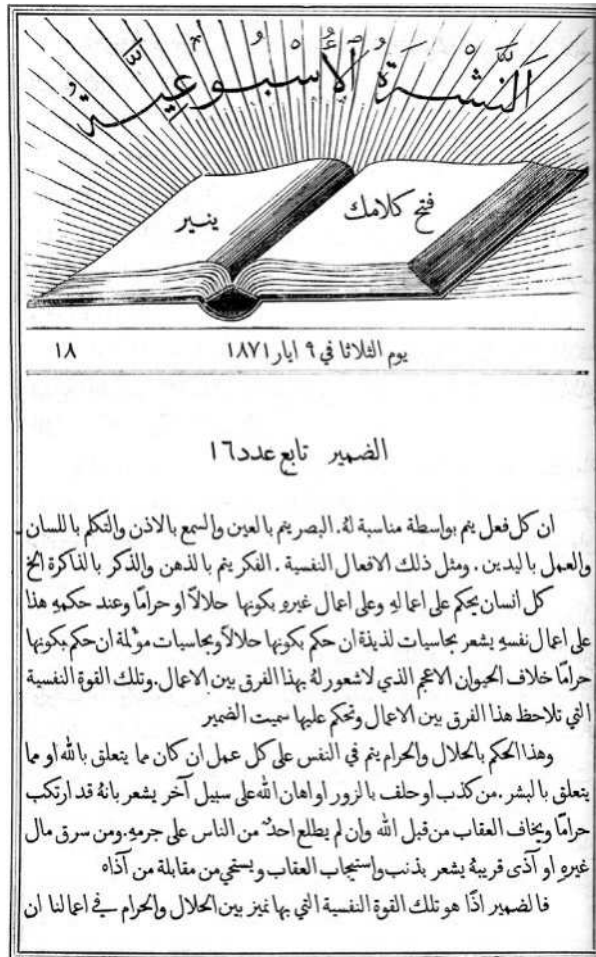 اَلنَّشْرَةُ الْأُسْبُوعِيَّةُ
فتح كلامك
ينير
يوم الثلاثا في ٩ ايار ١٨٧١
١٨
الضمير تابع عدد ١٦
ان كل فعل يتم بواسطة مناسبة لهُ. البصر يتم بالعين والسمع بالاذن والتكلم باللسان
والعمل باليدين. ومثل ذلك الافعال النفسية. الفكر يتم بالذهن والذكر بالذاكرة الخ
كل انسان يحكم على اعمالهِ وعلى اعمال غيرهِ بكونها حلالاً او حرامًا وعند حكمهِ هذا
على اعمال نفسهِ يشعر بحاسيات لذيذة ان حكم بكونها حلالاً وبحاسيات مؤلمة ان حكم بكونها
حرامًا خلاف الحيوان الاعجم الذي لاشعور لهُ بهذا الفرق بين الاعمال. وتلك القوة النفسية
التي تلاحظ هذا الفرق بين الاعمال وتحكم عليها سميت الضمير
وهذا الحكم بالحلال والحرام يتم في النفس على كل عمل ان كان مما يتعلق بالله او مما
يتعلق بالبشر. من كذب او حلف بالزور او اهان الله على سبيل آخر يشعر بانهُ قد ارتكب
حرامًا ويخاف العقاب من قبل الله وان لم يطلع احدٌ من الناس على جرمهِ. ومن سرق مال
غيرهِ او آذى قريبهُ يشعر بذنب واستيجاب العقاب ويستحي من مقابلة من آذاه
فالضمير اذًا هو تلك القوة النفسية التي بها نميز بين الحلال والحرام في اعمالنا ان